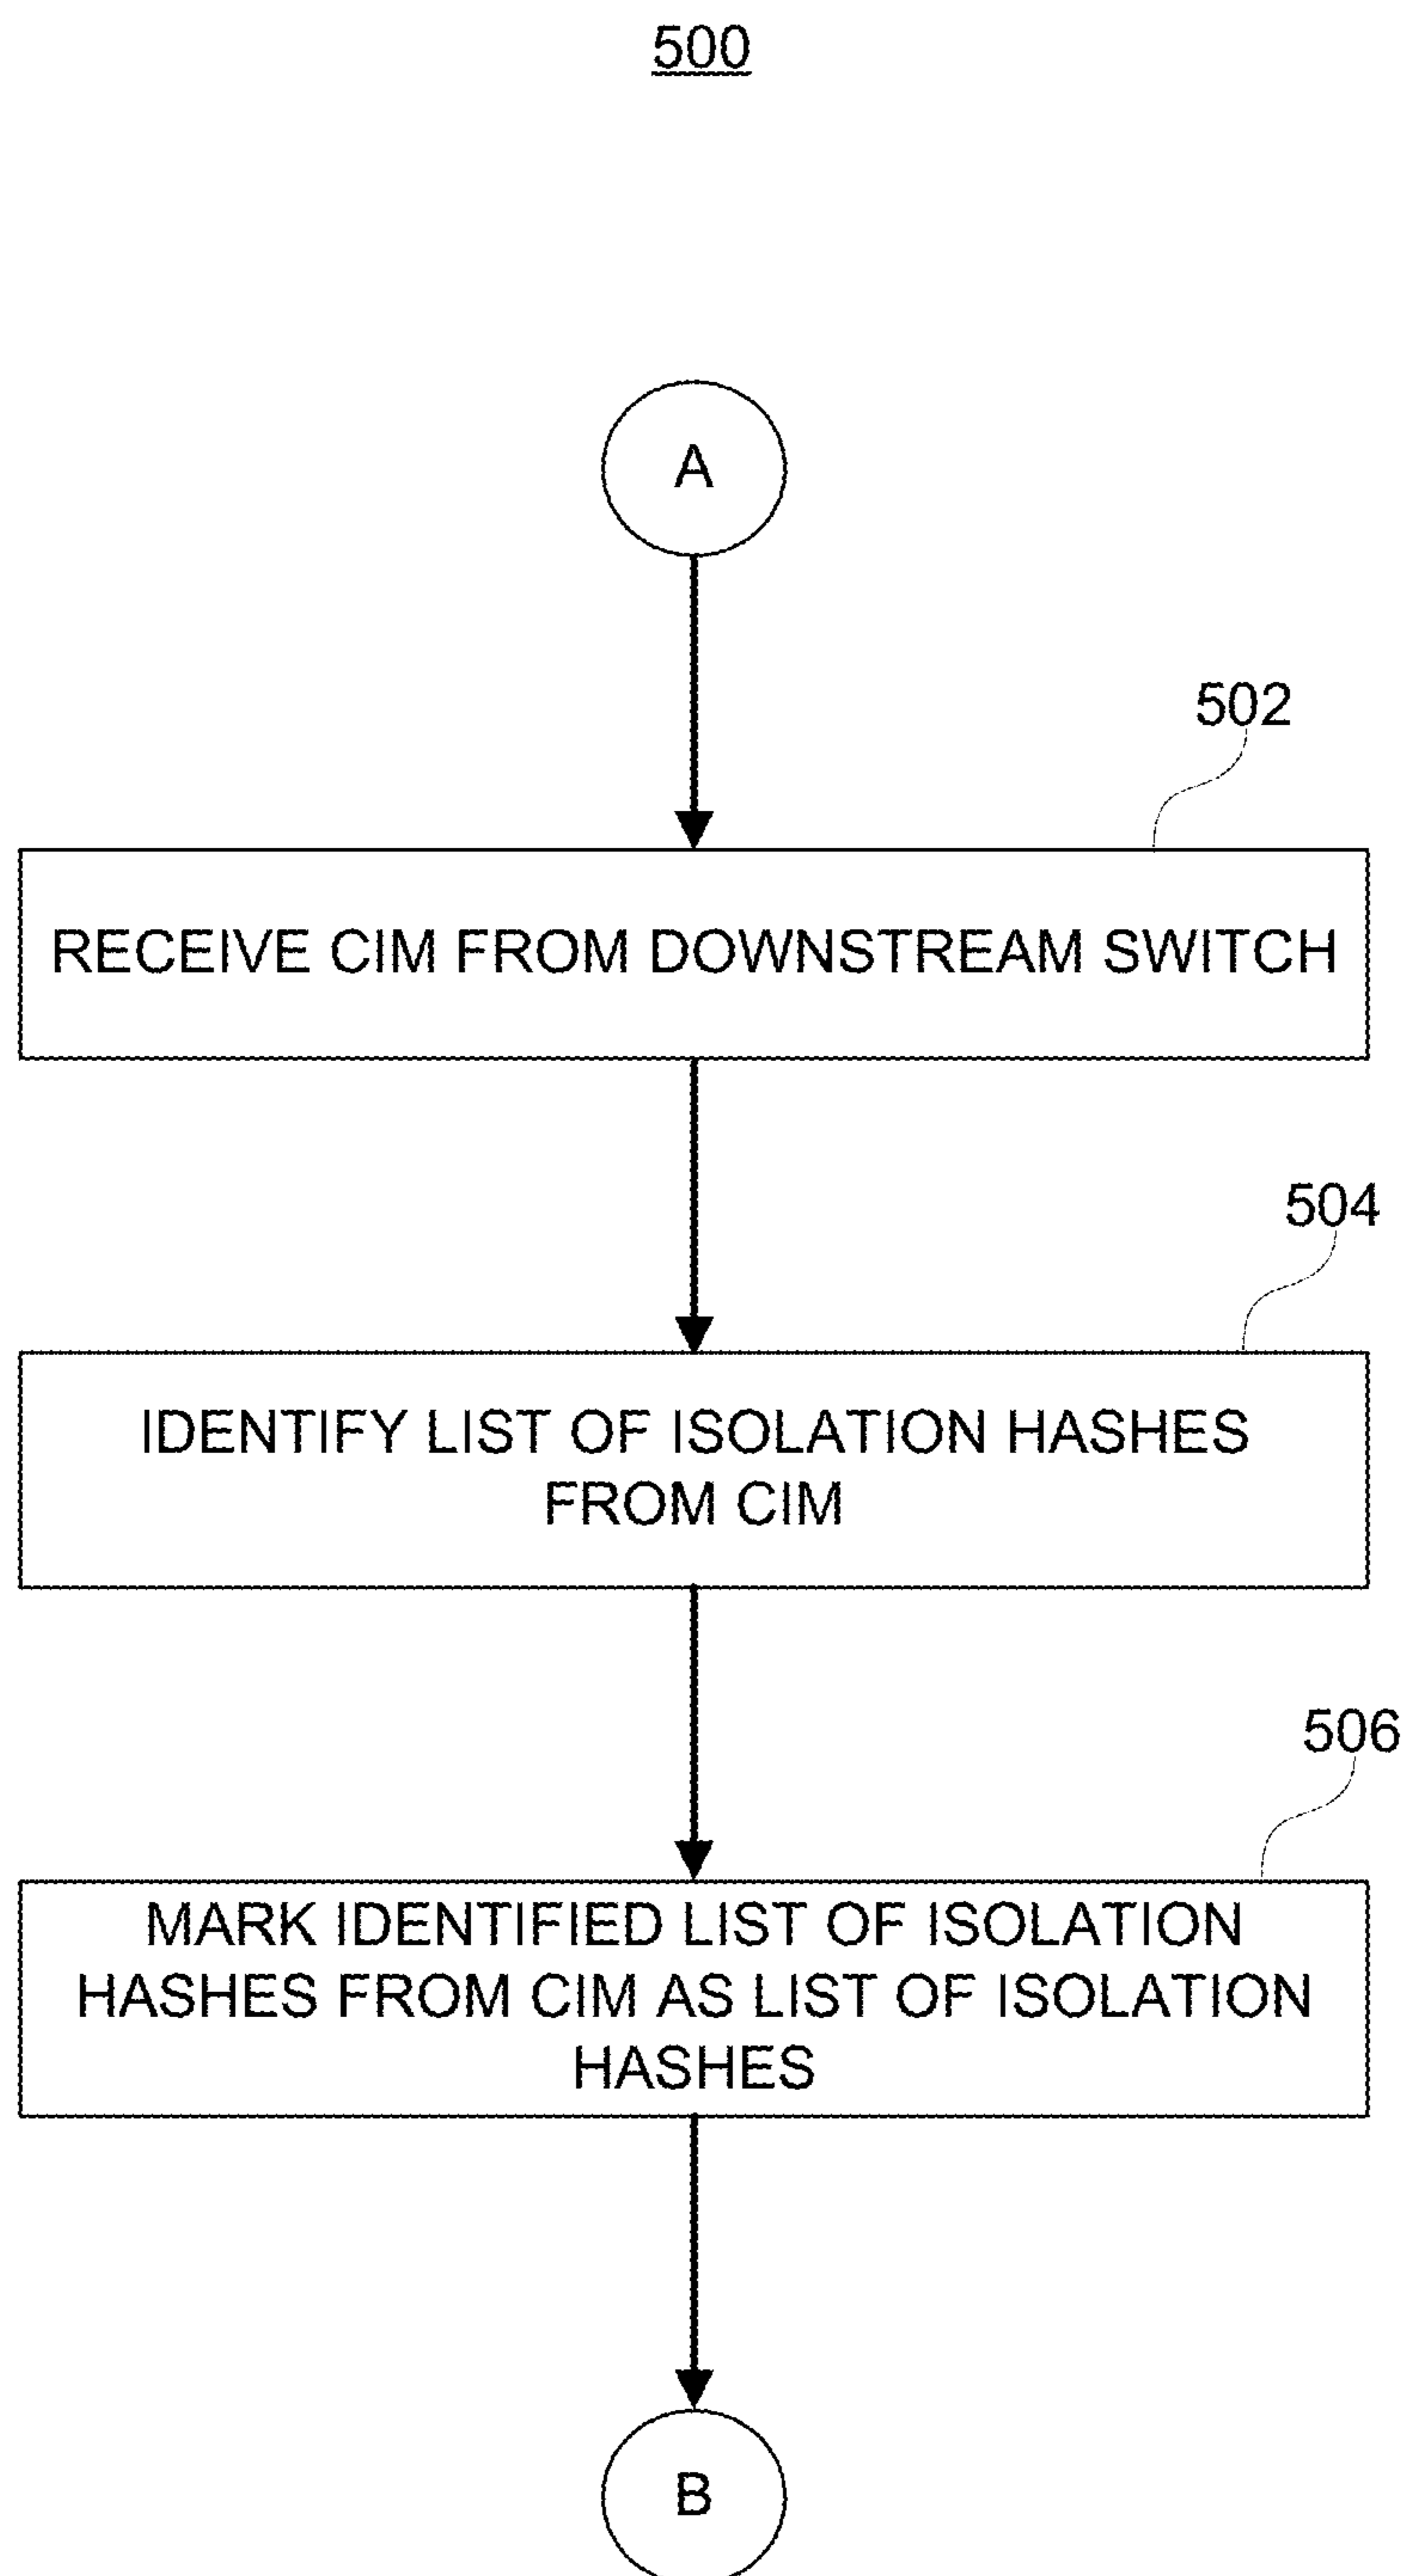 500
A
502
RECEIVE CIM FROM DOWNSTREAM SWITCH
504
IDENTIFY LIST OF ISOLATION HASHES
FROM CIM
506
MARK IDENTIFIED LIST OF ISOLATION
HASHES FROM CIM AS LIST OF ISOLATION
HASHES
B